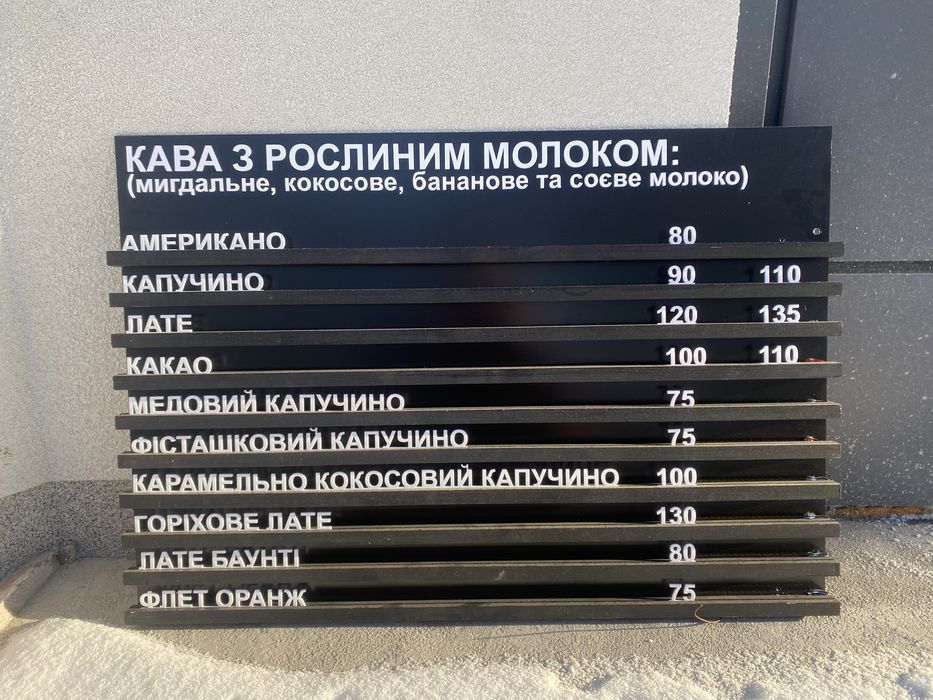 КАВА З РОСЛИНИМ МОЛОКОМ:
(мигдальне, кокосове, бананове та соєве молоко)
АМЕРИКАНО 80
КАПУЧИНО 90 110
ЛАТЕ 120 135
КАКАО 100 110
МЕДОВИЙ КАПУЧИНО 75
ФІСТАШКОВИЙ КАПУЧИНО 75
КАРАМЕЛЬНО КОКОСОВИЙ КАПУЧИНО 100
ГОРІХОВЕ ЛАТЕ 130
ЛАТЕ БАУНТІ 80
ФЛЕТ ОРАНЖ 75